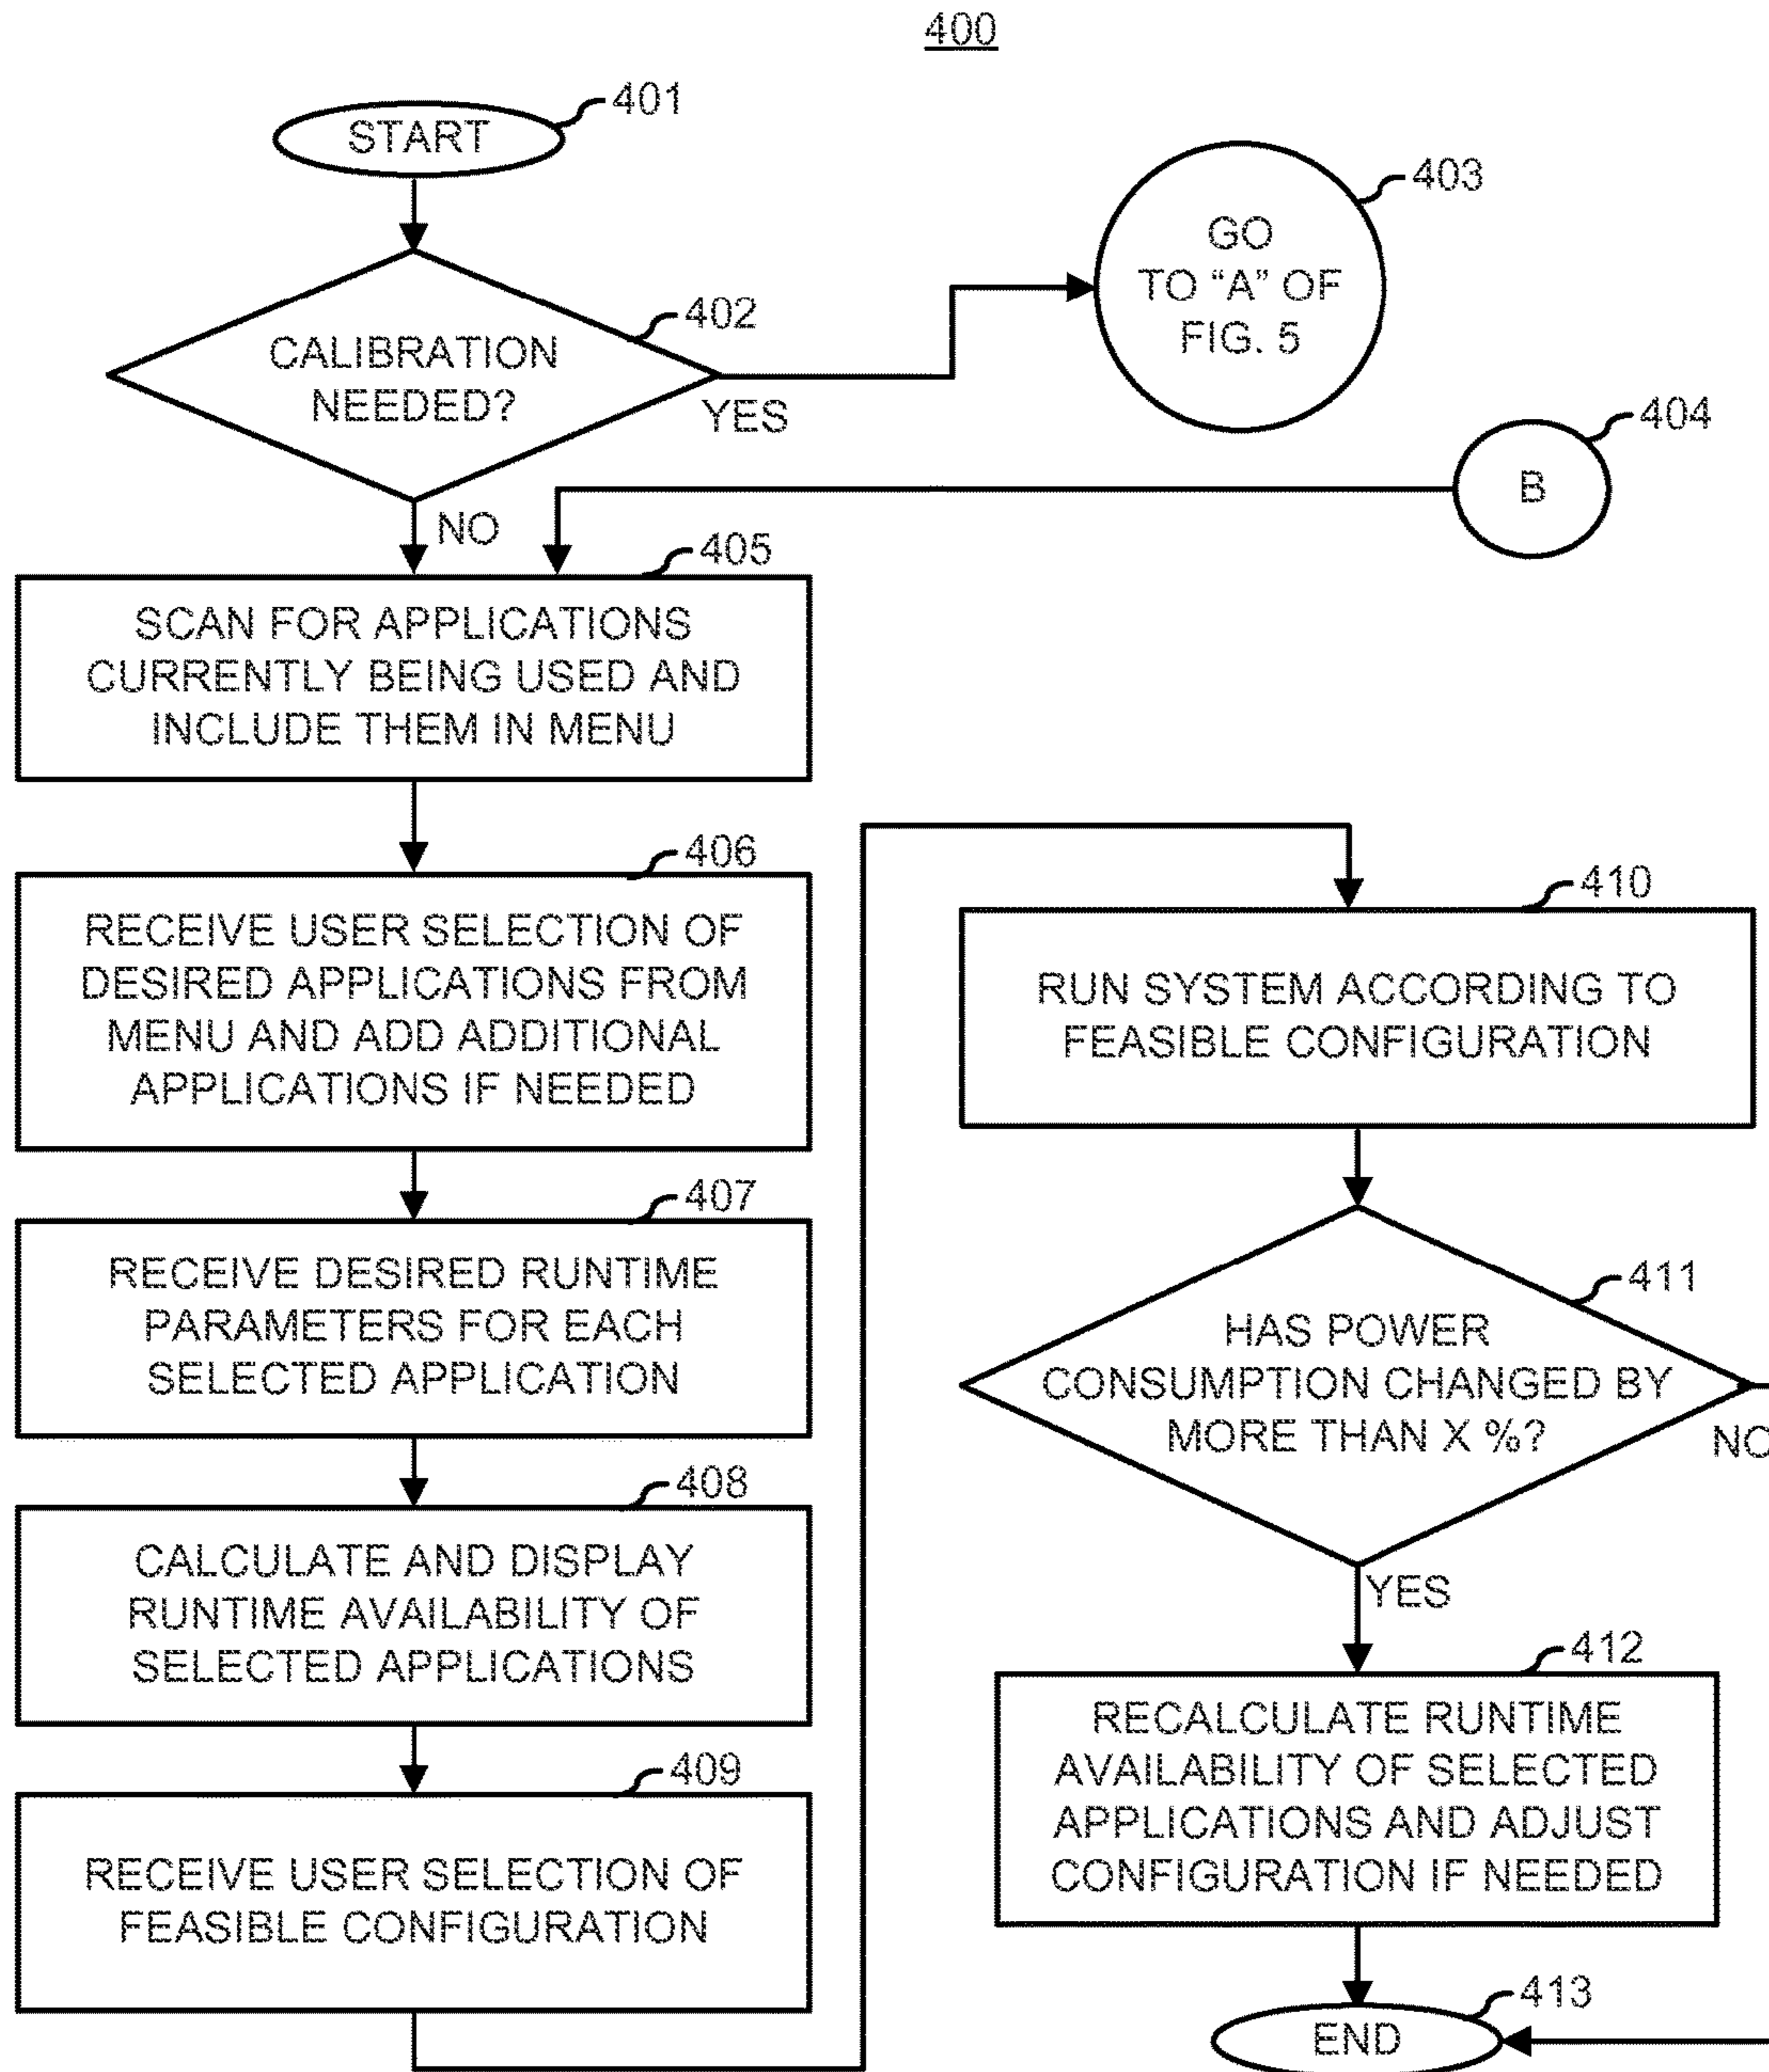 400
START
401
CALIBRATION
NEEDED?
402
YES
NO
GO
TO “A” OF
FIG. 5
403
B
404
405
SCAN FOR APPLICATIONS
CURRENTLY BEING USED AND
INCLUDE THEM IN MENU
406
RECEIVE USER SELECTION OF
DESIRED APPLICATIONS FROM
MENU AND ADD ADDITIONAL
APPLICATIONS IF NEEDED
407
RECEIVE DESIRED RUNTIME
PARAMETERS FOR EACH
SELECTED APPLICATION
408
CALCULATE AND DISPLAY
RUNTIME AVAILABILITY OF
SELECTED APPLICATIONS
409
RECEIVE USER SELECTION OF
FEASIBLE CONFIGURATION
410
RUN SYSTEM ACCORDING TO
FEASIBLE CONFIGURATION
411
HAS POWER
CONSUMPTION CHANGED BY
MORE THAN X %?
NO
YES
412
RECALCULATE RUNTIME
AVAILABILITY OF SELECTED
APPLICATIONS AND ADJUST
CONFIGURATION IF NEEDED
413
END